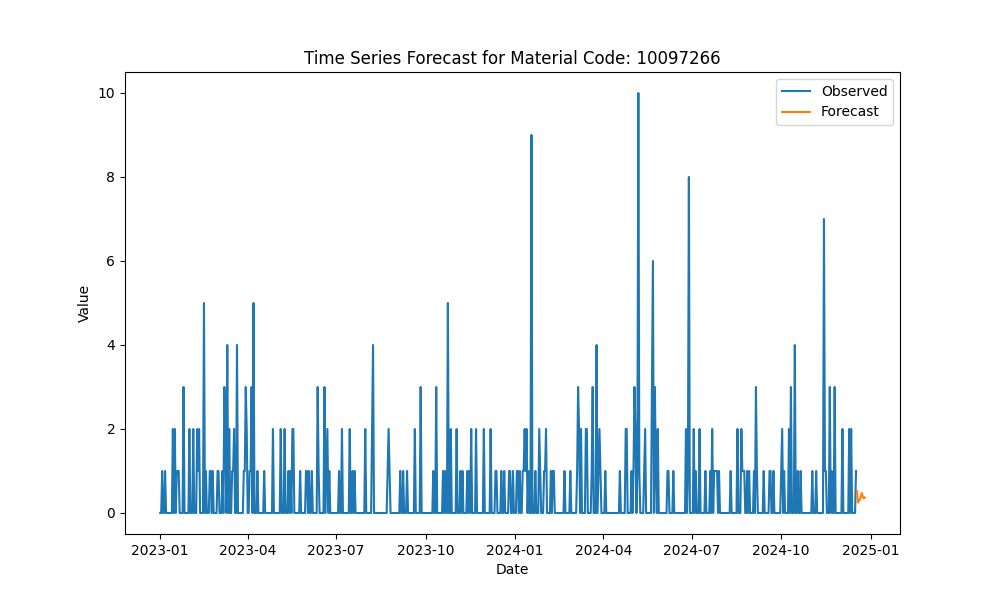 Time Series Forecast for Material Code: 10097266
Observed
Forecast
Value
10
8
6
4
2
0
2023-01 2023-04 2023-07 2023-10 2024-01 2024-04 2024-07 2024-10 2025-01
Date